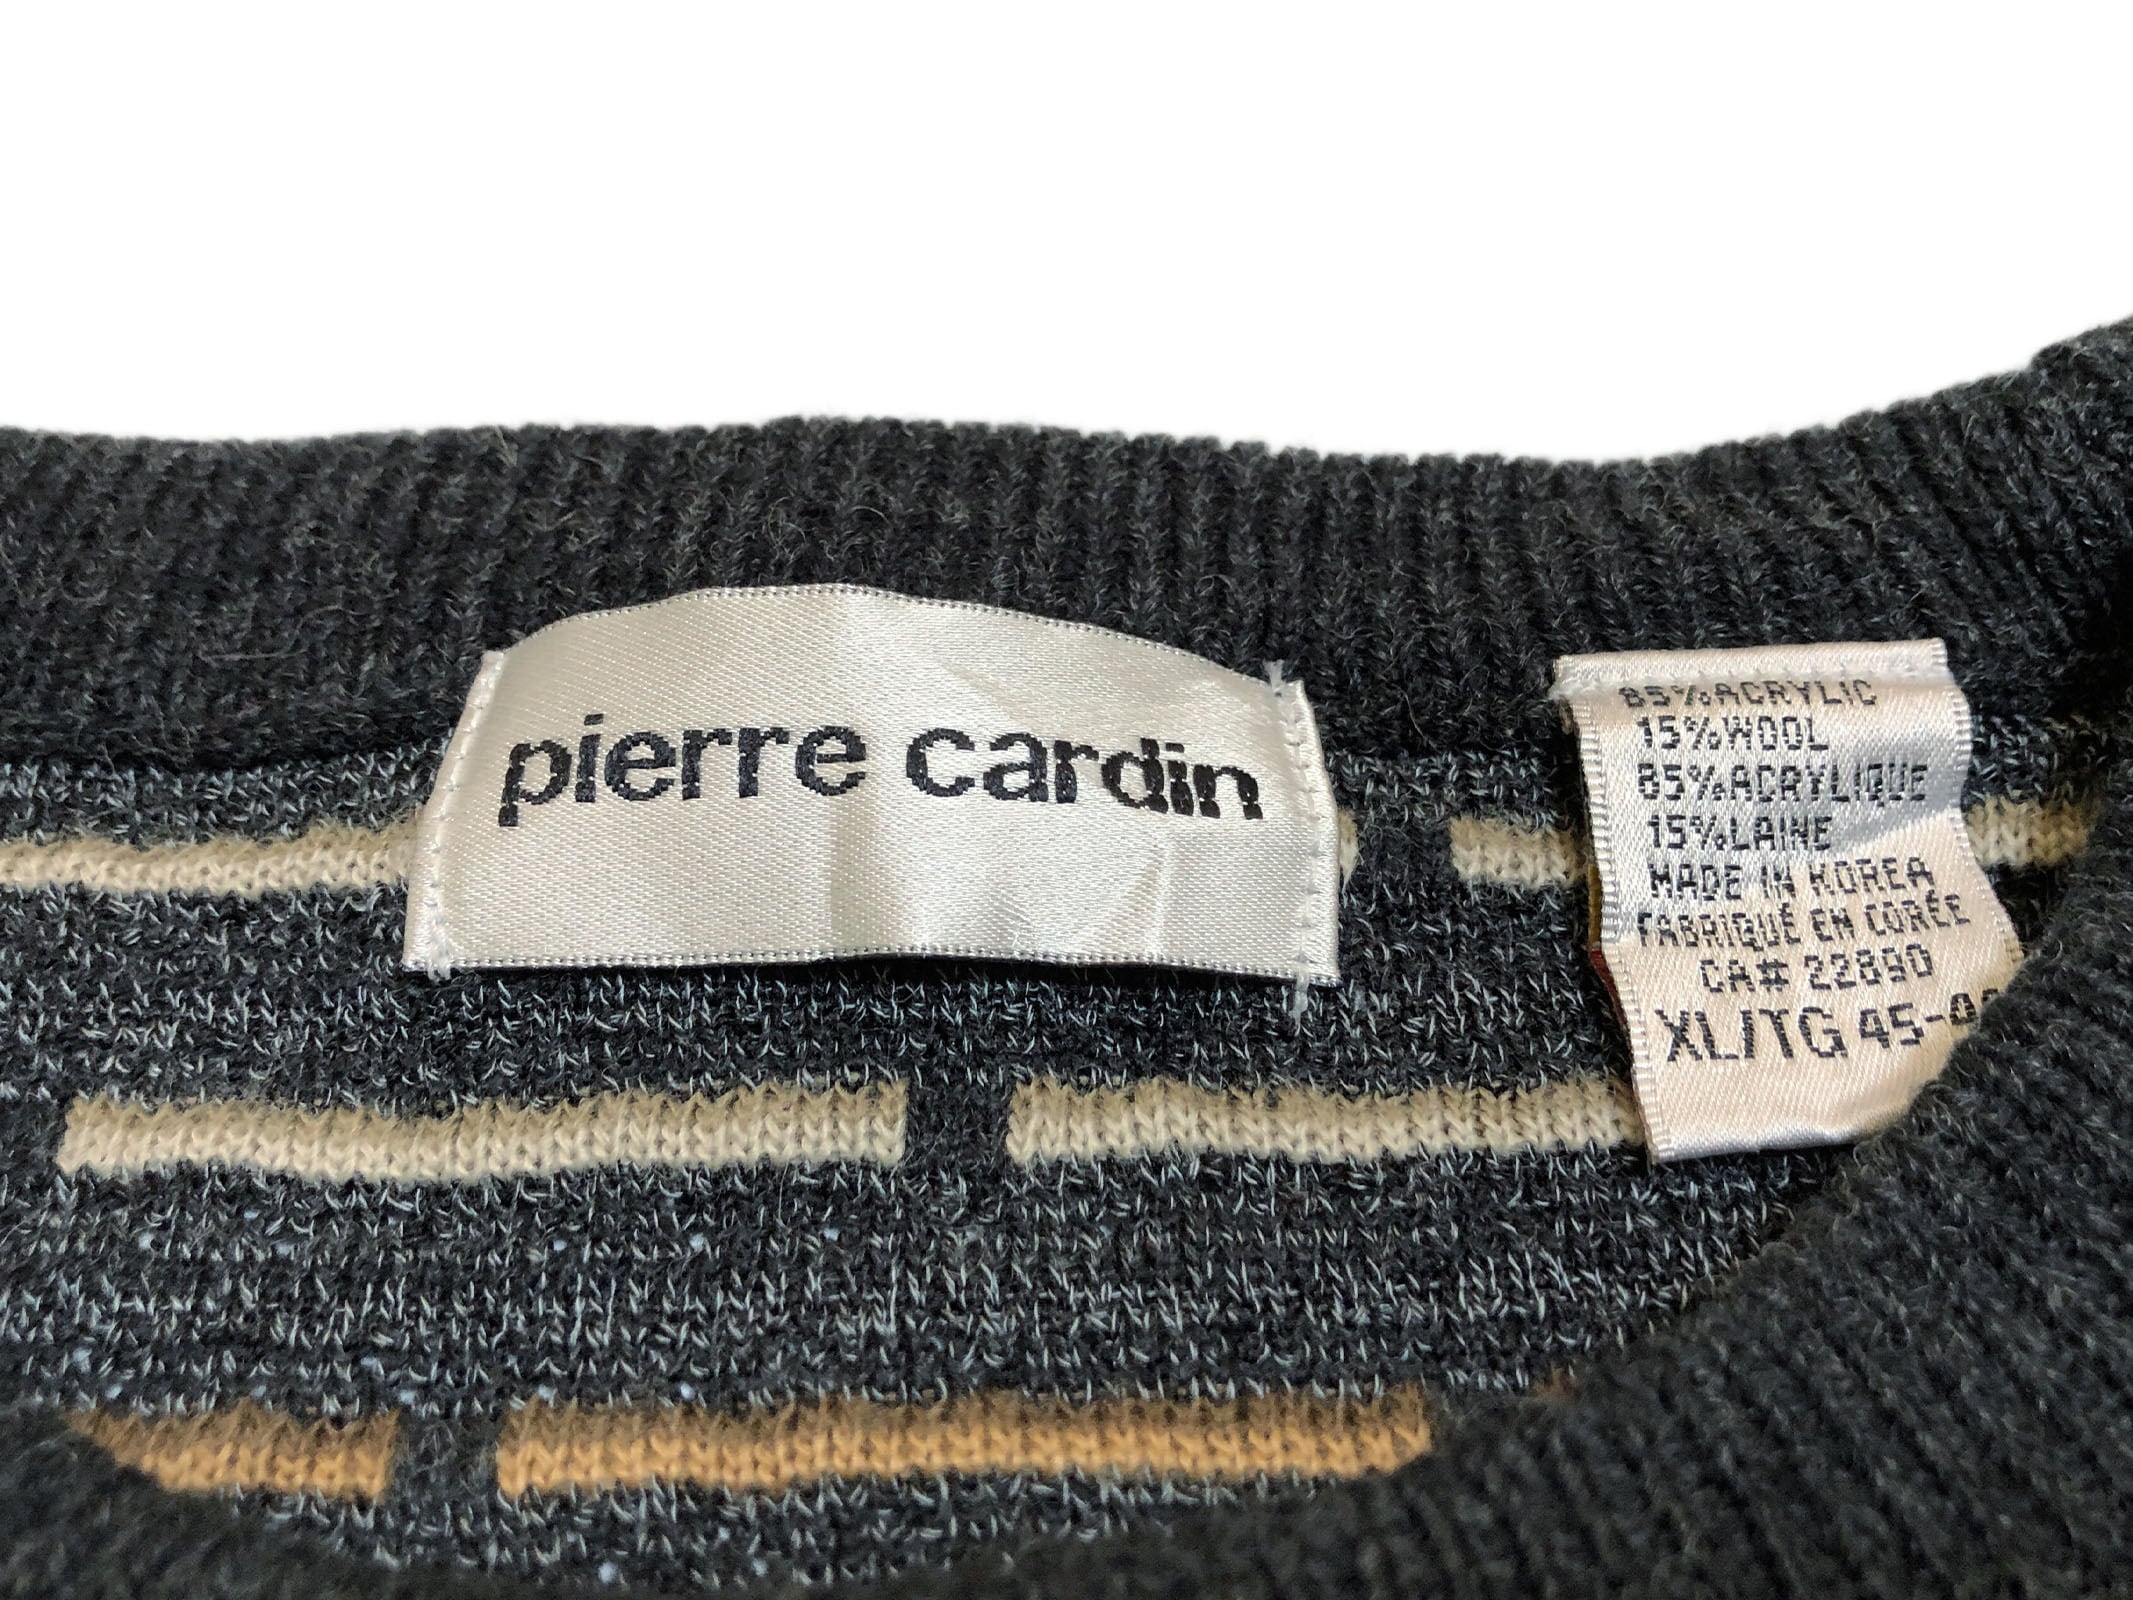 pierre cardin
85%ACRYLIC
15%WOOL
85%ACRYLIQUE
15%LAINE
MADE IN KOREA
FABRIQUÉ EN CORÉE
CA# 22890
XL/TG 45-